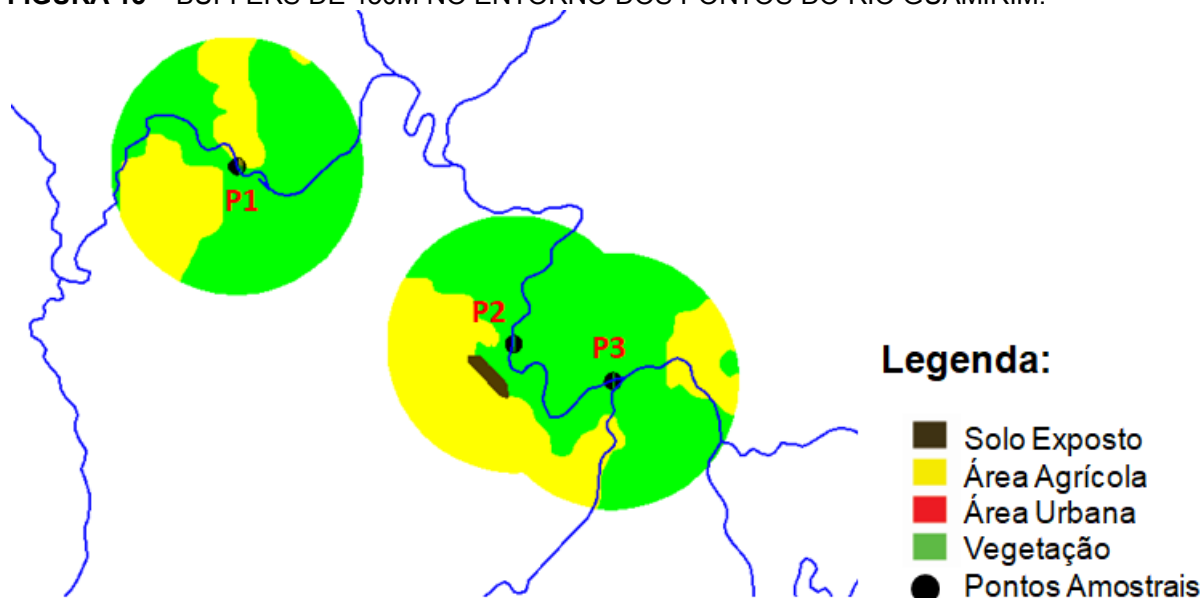 P1
P2
P3
Legenda:
Solo Exposto
Área Agrícola
Área Urbana
Vegetação
Pontos Amostrais